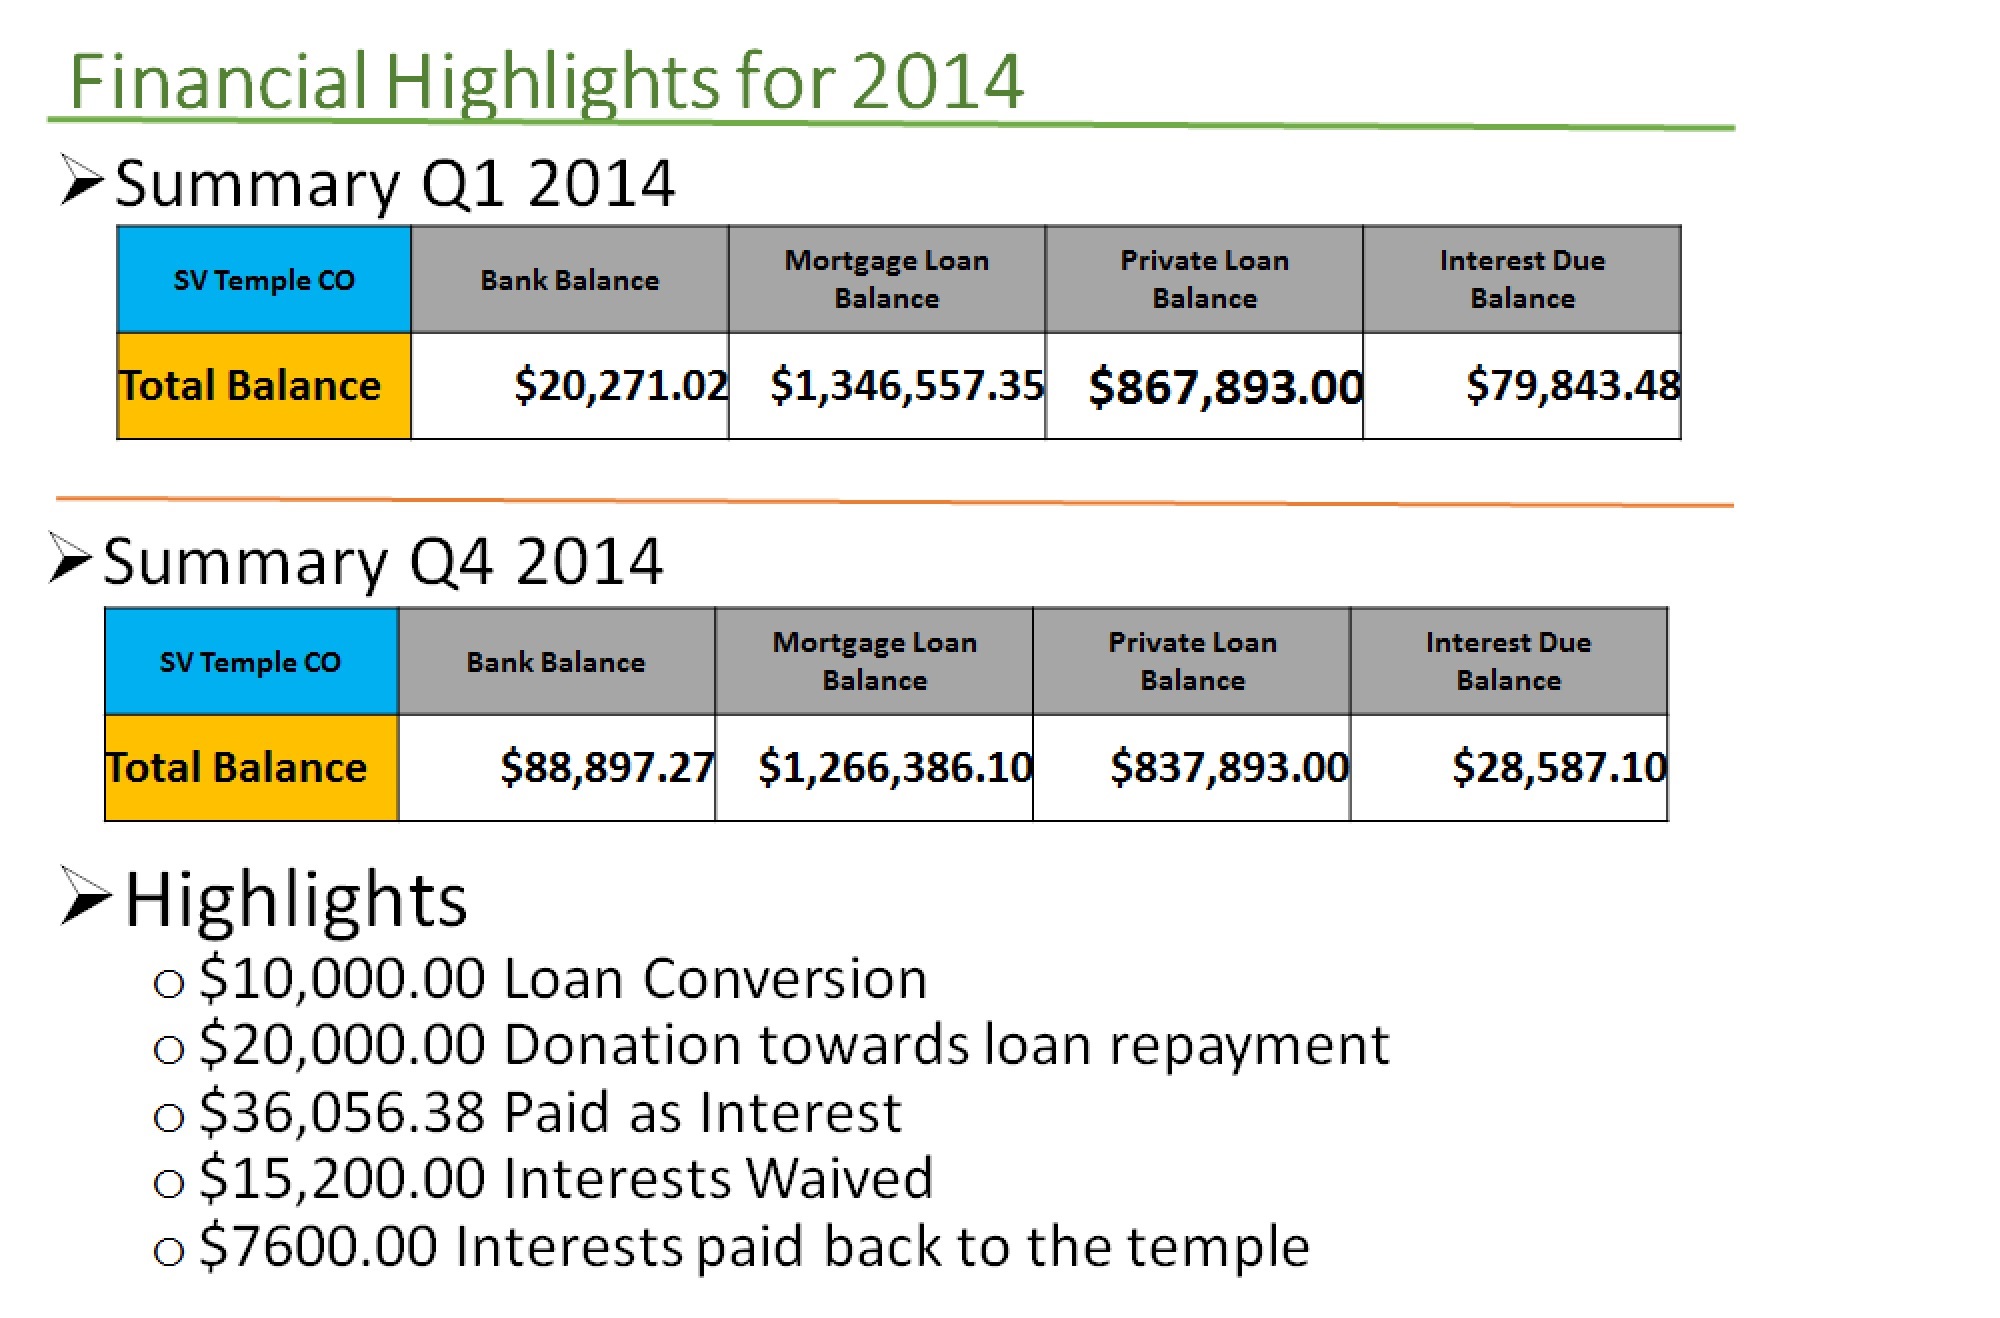 Financial Highlights for 2014
Summary Q1 2014
SV Temple CO Bank Balance Mortgage Loan Balance Private Loan Balance Interest Due Balance
Total Balance $20,271.02 $1,346,557.35 $867,893.00 $79,843.48
Summary Q4 2014
SV Temple CO Bank Balance Mortgage Loan Balance Private Loan Balance Interest Due Balance
Total Balance $88,897.27 $1,266,386.10 $837,893.00 $28,587.10
Highlights
$10,000.00 Loan Conversion
$20,000.00 Donation towards loan repayment
$36,056.38 Paid as Interest
$15,200.00 Interests Waived
$7600.00 Interests paid back to the temple